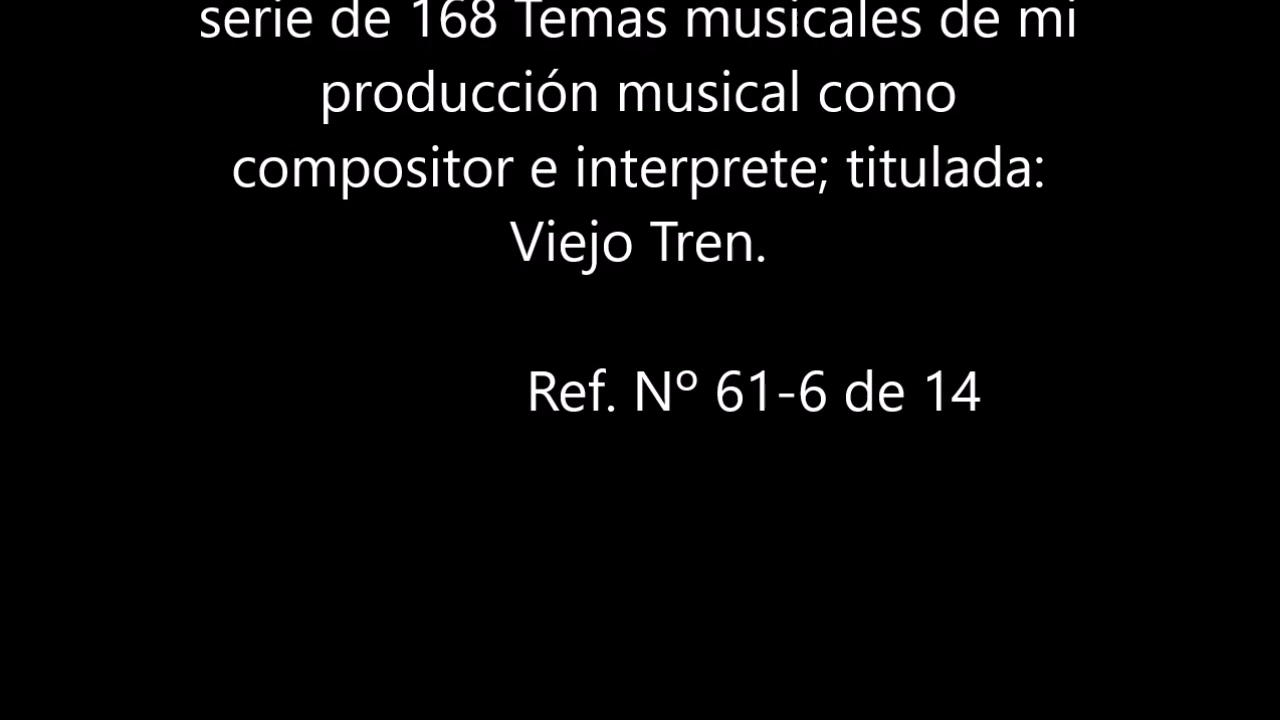 serie de 168 Temas musicales de mi
producción musical como
compositor e interprete; titulada:
Viejo Tren.
Ref. Nº 61-6 de 14